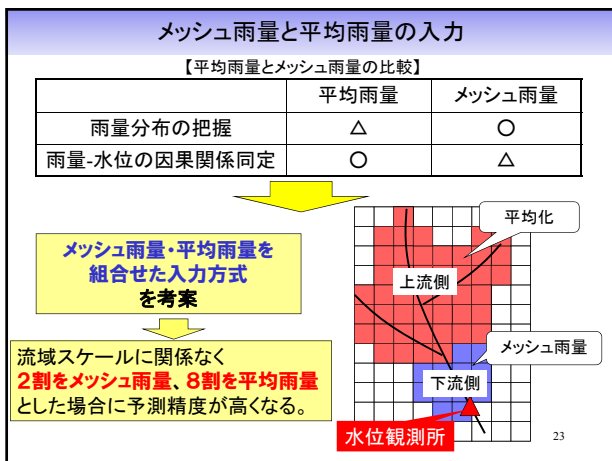 メッシュ雨量と平均雨量の入力
【平均雨量とメッシュ雨量の比較】
平均雨量 メッシュ雨量
雨量分布の把握 △ ○
雨量-水位の因果関係同定 ○ △
メッシュ雨量・平均雨量を
組合せた入力方式
を考案
流域スケールに関係なく
2割をメッシュ雨量、8割を平均雨量
とした場合に予測精度が高くなる。
平均化
上流側
メッシュ雨量
下流側
水位観測所
23